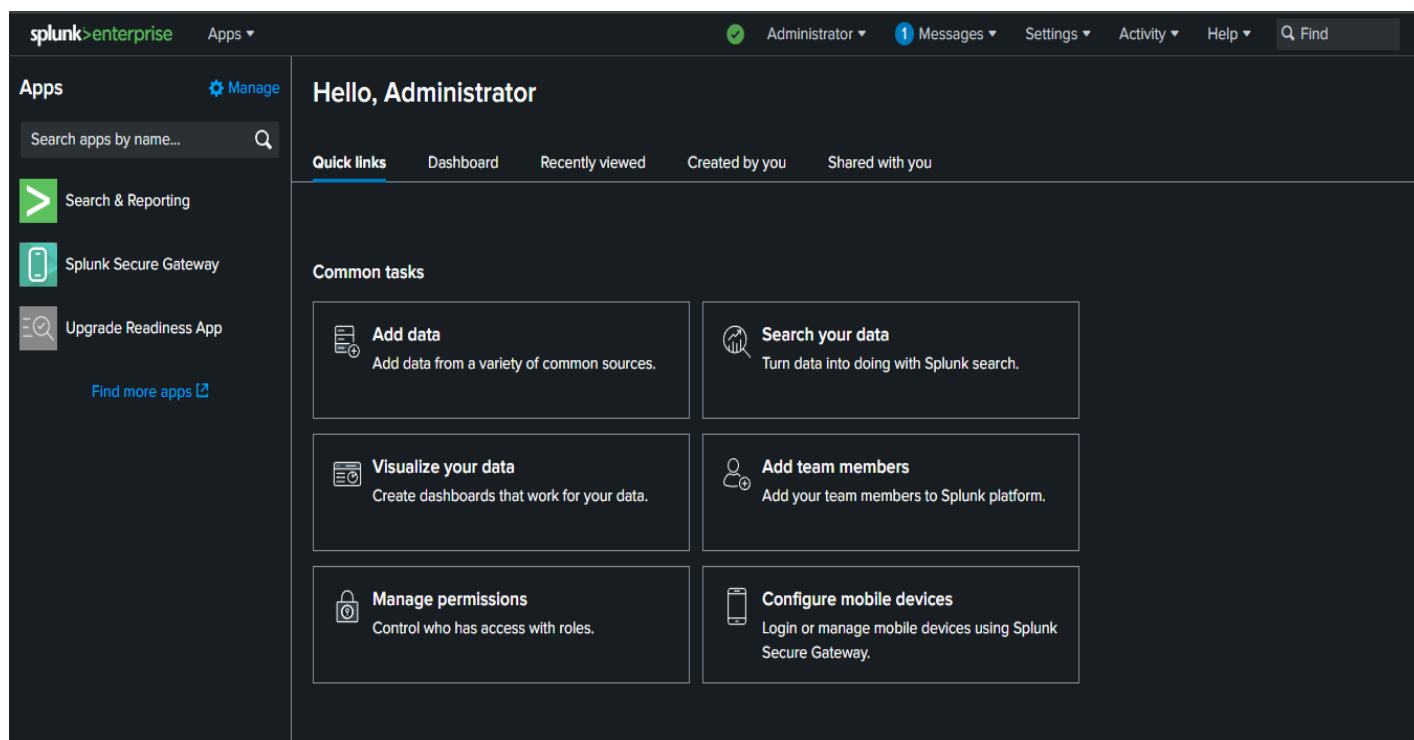 splunk>enterprise Apps Administrator 1 Messages Settings Activity Help Find
Apps Manage
Search apps by name...
Search & Reporting
Splunk Secure Gateway
Upgrade Readiness App
Find more apps
Hello, Administrator
Quick links Dashboard Recently viewed Created by you Shared with you
Common tasks
Add data
Add data from a variety of common sources.
Search your data
Turn data into doing with Splunk search.
Visualize your data
Create dashboards that work for your data.
Add team members
Add your team members to Splunk platform.
Manage permissions
Control who has access with roles.
Configure mobile devices
Login or manage mobile devices using Splunk
Secure Gateway.